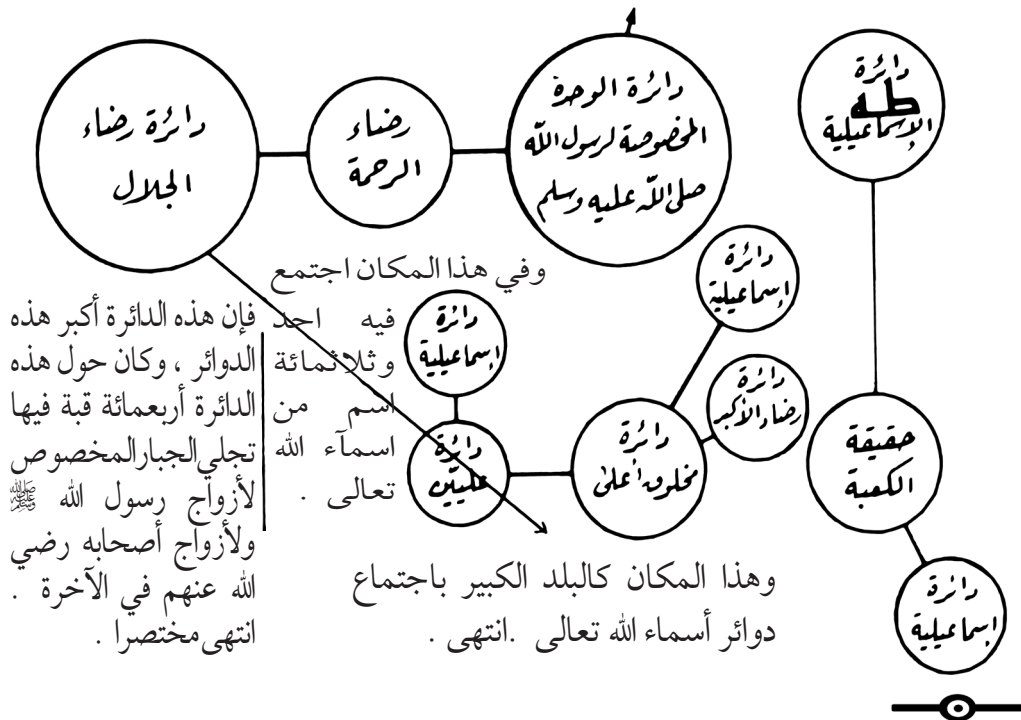 دائرة
طه
الإسماعيلية
دائرة الوحدة
المخصوصة لرسول الله
صلى الله عليه وسلم
رضاء
الرحمة
دائرة رضاء
الجلال
دائرة
إسماعيلية
دائرة
رضاء الأكبر
حقيقة
الكعبة
دائرة
إسماعيلية
دائرة
مخلوق أعلى
دائرة
إسماعيلية
دائرة
عليين
وفي هذا المكان اجتمع
فيه احد
وثلاثمائة
اسم من
اسمآء الله
تعالى .
فإن هذه الدائرة أكبر هذه
الدوائر ، وكان حول هذه
الدائرة أربعمائة قبة فيها
تجلي الجبار المخصوص
لأزواج رسول الله ﷺ
ولأزواج أصحابه رضي
الله عنهم في الآخرة .
انتهى مختصرا .
وهذا المكان كالبلد الكبير باجتماع
دوائر أسماء الله تعالى .انتهى .